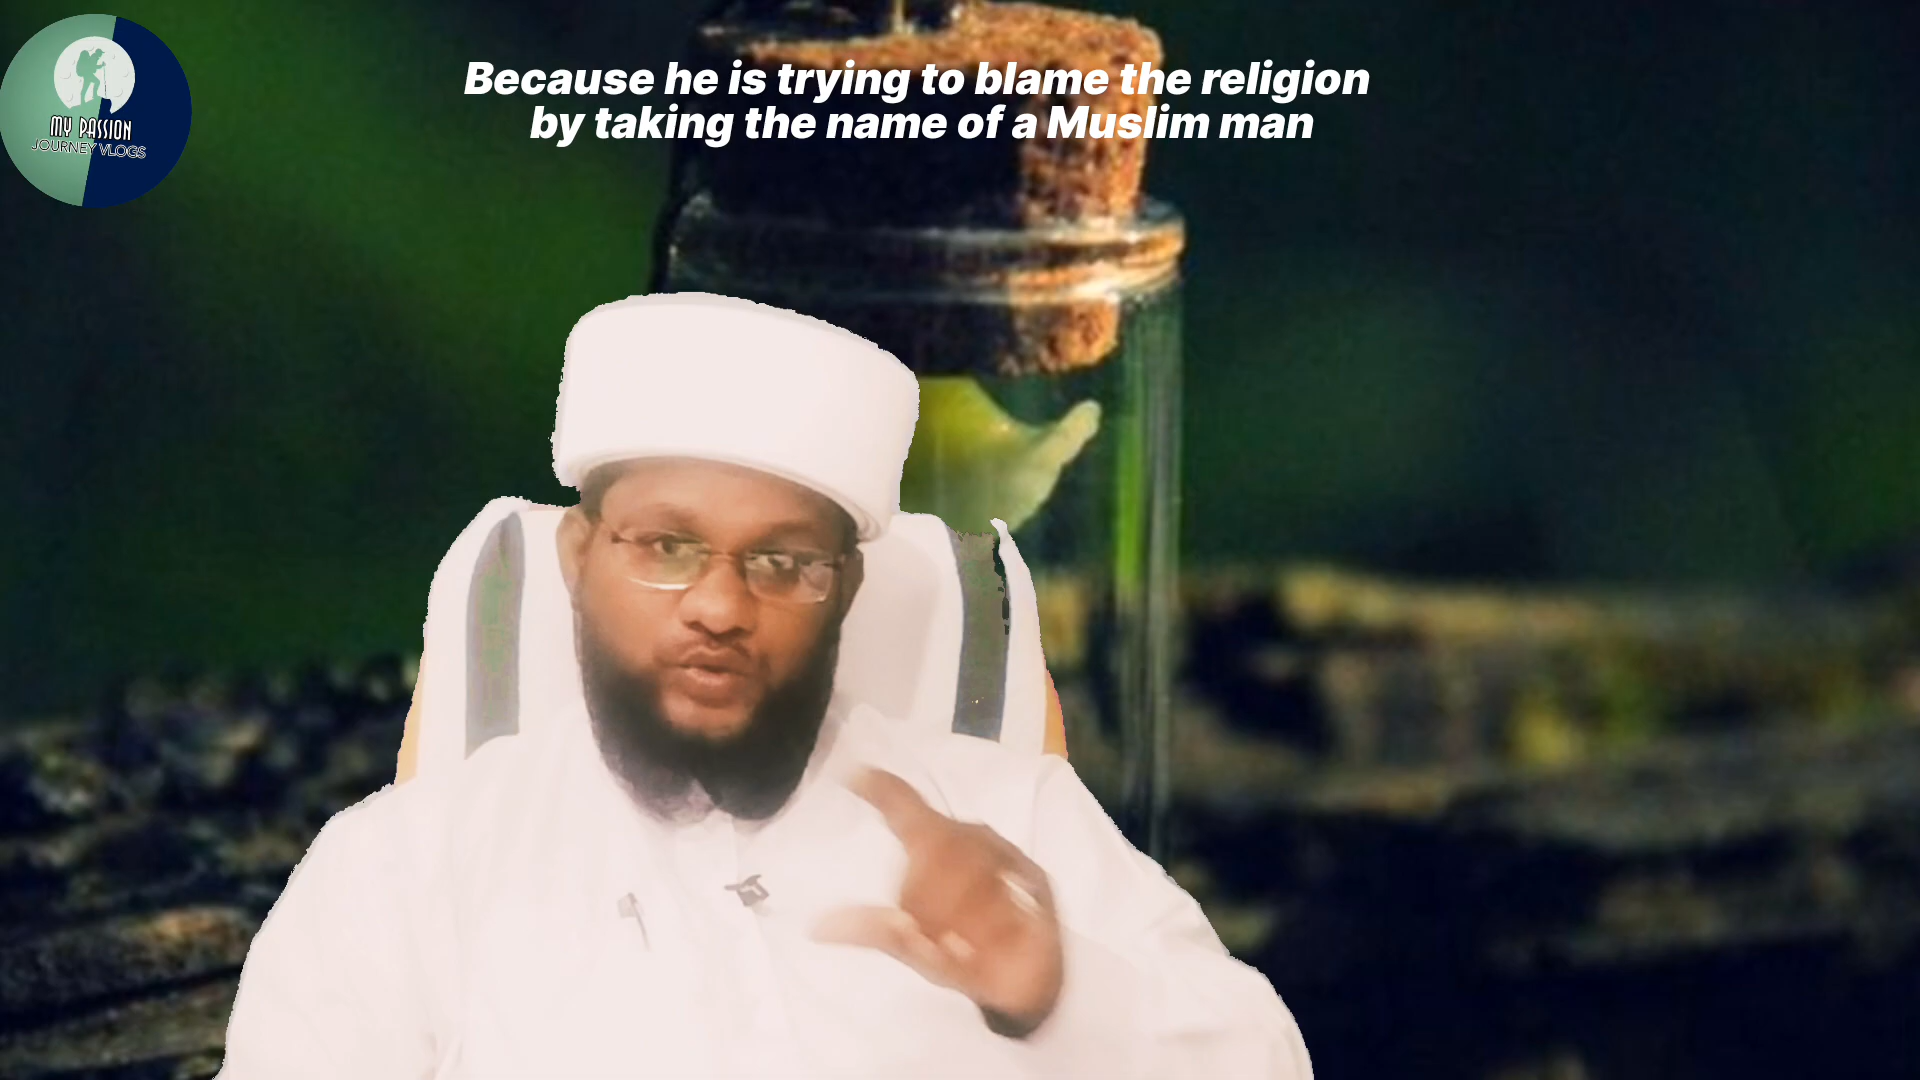 MY PASSION
JOURNEY VLOGS
Because he is trying to blame the religion
by taking the name of a Muslim man